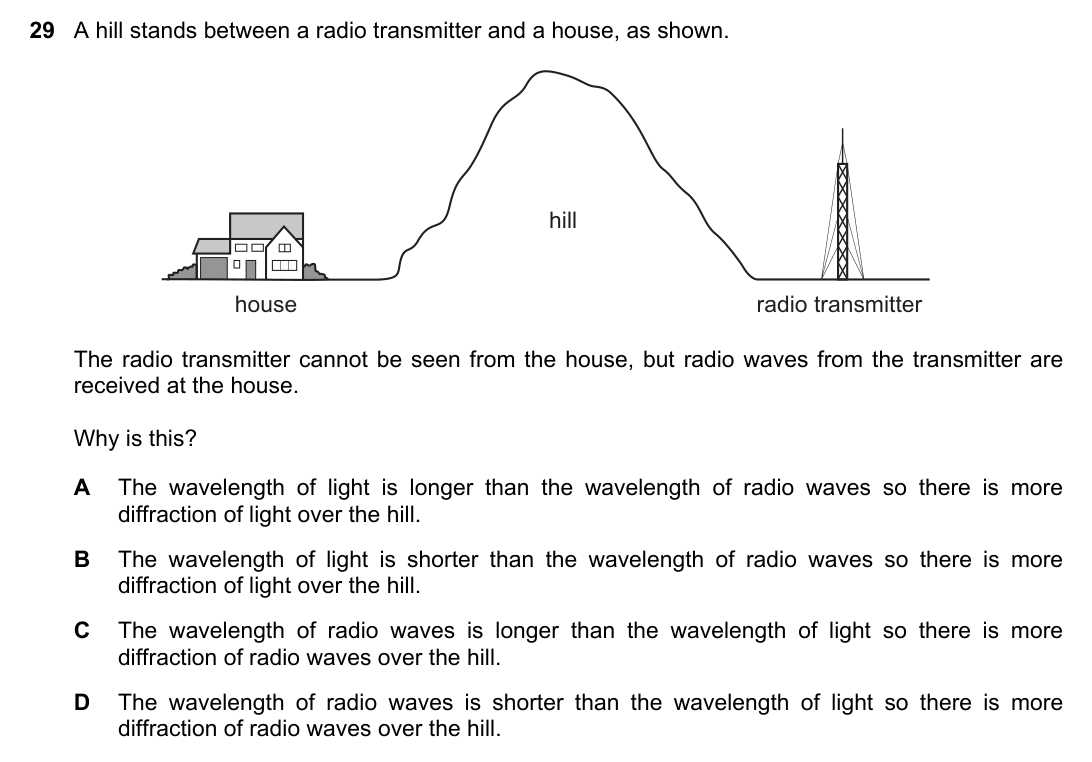 29 A hill stands between a radio transmitter and a house, as shown.
hill
house
radio transmitter
The radio transmitter cannot be seen from the house, but radio waves from the transmitter are
received at the house.
Why is this?
A The wavelength of light is longer than the wavelength of radio waves so there is more
diffraction of light over the hill.
B The wavelength of light is shorter than the wavelength of radio waves so there is more
diffraction of light over the hill.
C The wavelength of radio waves is longer than the wavelength of light so there is more
diffraction of radio waves over the hill.
D The wavelength of radio waves is shorter than the wavelength of light so there is more
diffraction of radio waves over the hill.